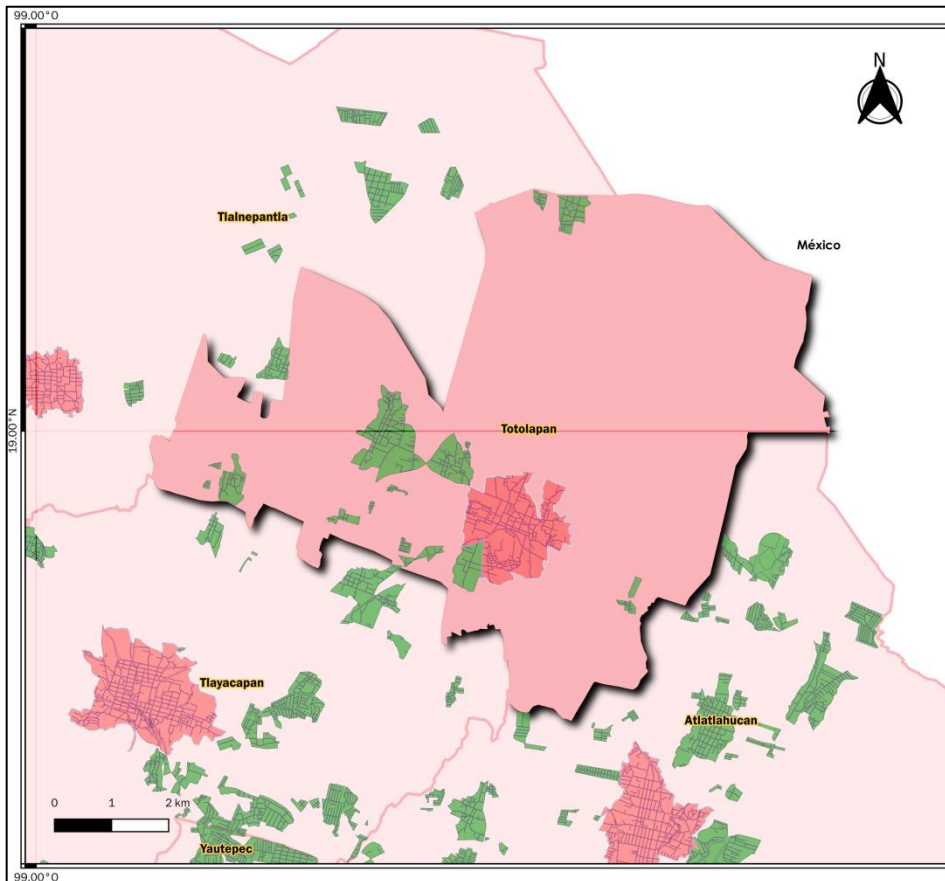 99.00°O
N
Tlalnepantla
México
19.00°N
Totolapan
Tlayacapan
Atlatlahucan
0 1 2 km
Yautepec
99.00°O